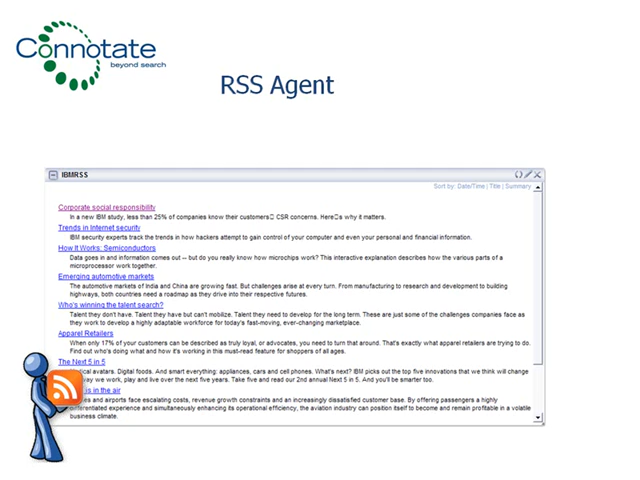 Connotate
beyond search
RSS Agent
IBMRSS
Sort by: Date/Time | Title | Summary
Corporate social responsibility
In a new IBM study, less than 25% of companies know their customers□ CSR concerns. Here□s why it matters.
Trends in Internet security
IBM security experts track the trends in how hackers attempt to gain control of your computer and even your personal and financial information.
How It Works: Semiconductors
Data goes in and information comes out -- but do you really know how microchips work? This interactive explanation describes how the various parts of a
microprocessor work together.
Emerging automotive markets
The automotive markets of India and China are growing fast. But challenges arise at every turn. From manufacturing to research and development to building
highways, both countries need a roadmap as they drive into their respective futures.
Who's winning the talent search?
Talent they don't have. Talent they have but can't mobilize. Talent they need to develop for the long term. These are just some of the challenges companies face as
they work to develop a highly adaptable workforce for today's fast-moving, ever-changing marketplace.
Apparel Retailers
When only 17% of your customers can be described as truly loyal, or advocates, you need to turn that around. That's exactly what apparel retailers are trying to do.
Find out who's doing what and how it's working in this must-read feature for shoppers of all ages.
The Next 5 in 5
avatars. Digital foods. And smart everything: appliances, cars and cell phones. What's next? IBM picks out the top five innovations that we think will change
way we work, play and live over the next five years. Take five and read our 2nd annual Next 5 in 5. And you'll be smarter too.
is in the air
and airports face escalating costs, revenue growth constraints and an increasingly dissatisfied customer base. By offering passengers a highly
differentiated experience and simultaneously enhancing its operational efficiency, the aviation industry can position itself to become and remain profitable in a volatile
business climate.